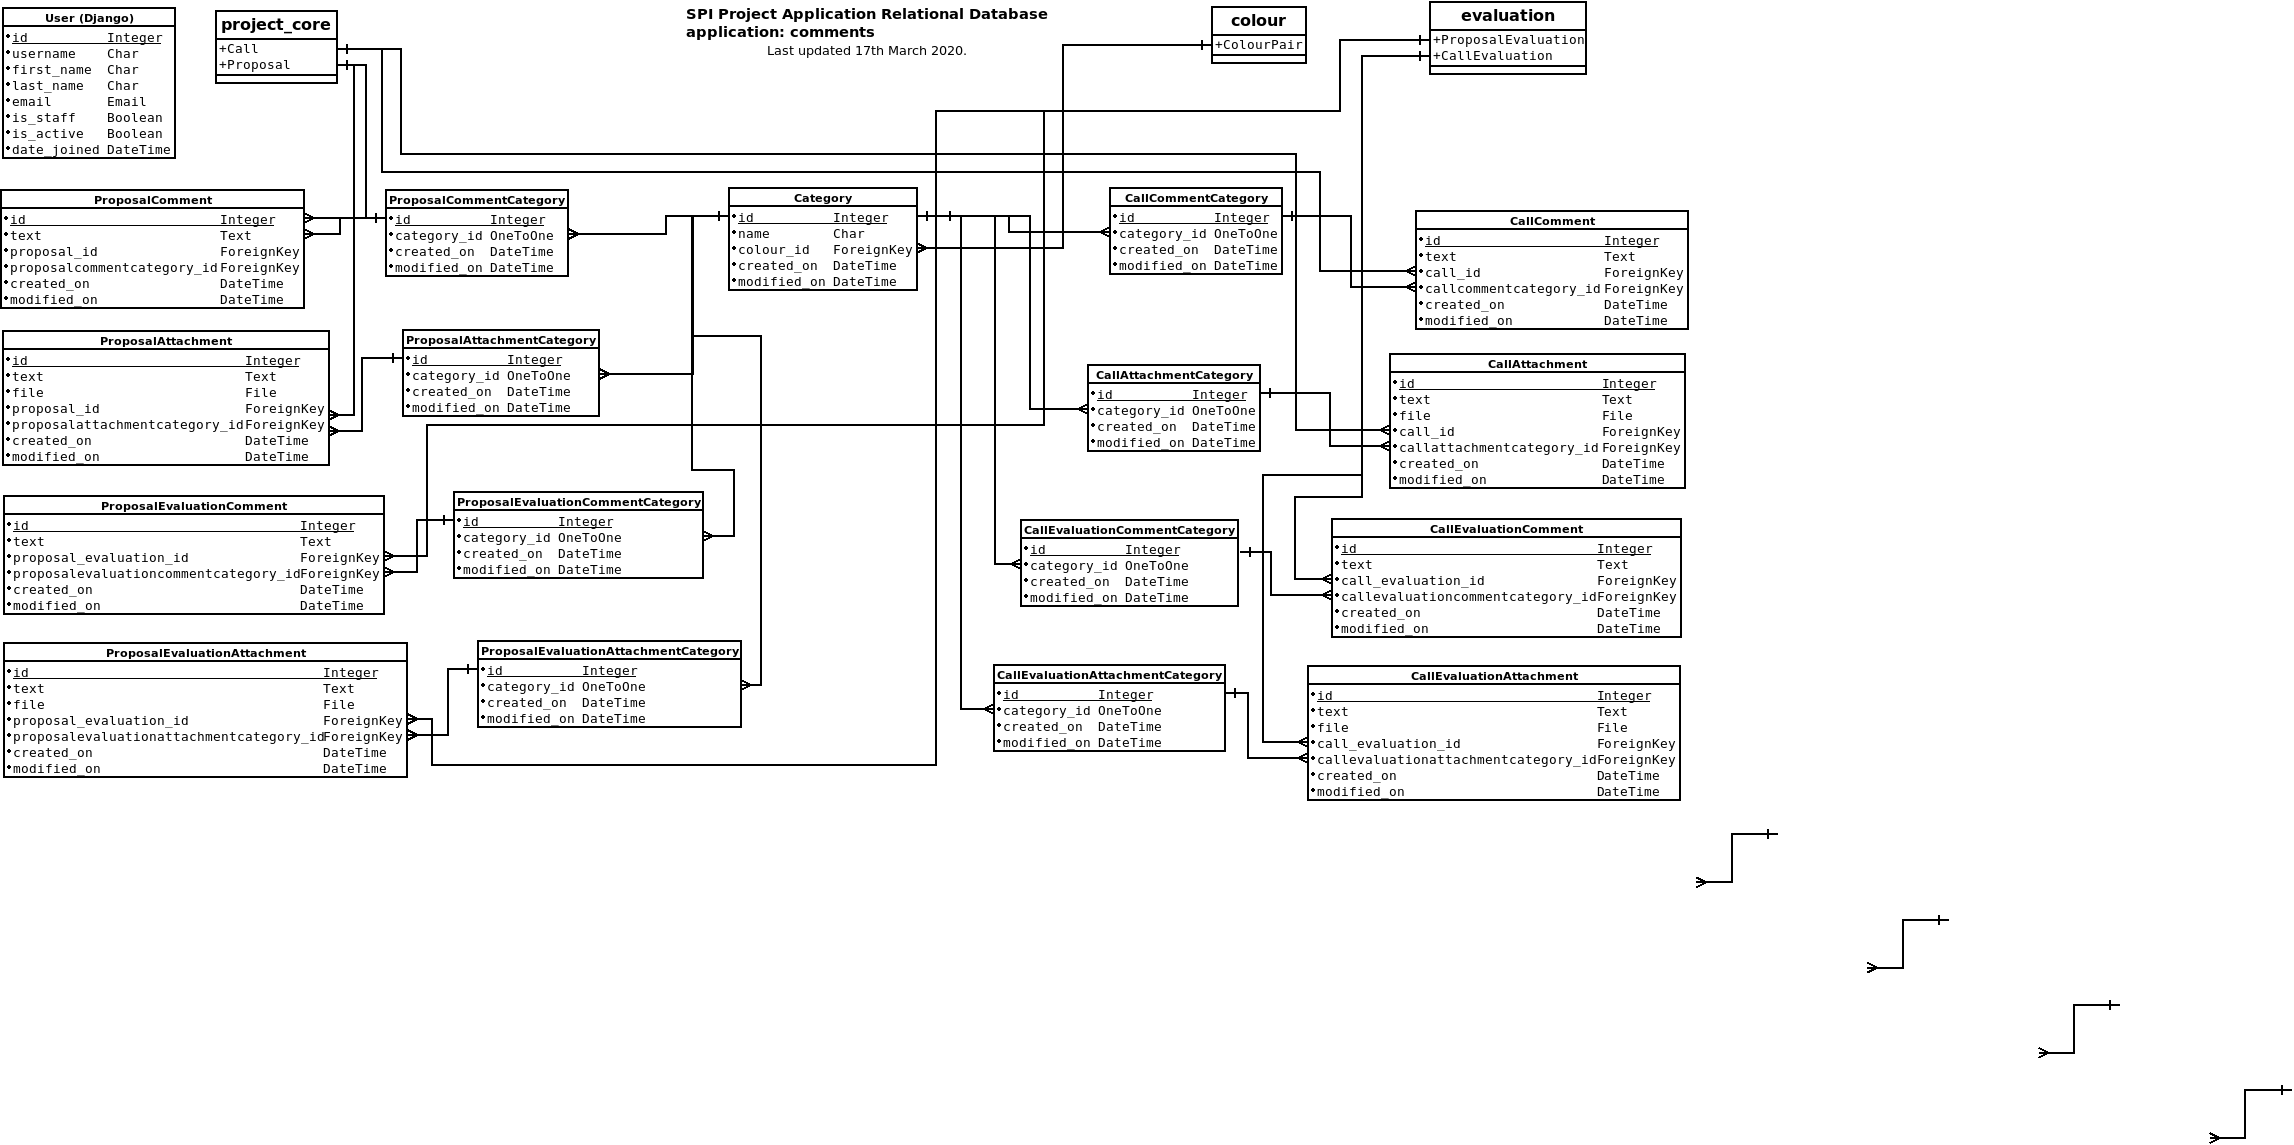 User (Django)
id Integer
username Char
first_name Char
last_name Char
email Email
is_staff Boolean
is_active Boolean
date_joined DateTime
project_core
+Call
+Proposal
SPI Project Application Relational Database
application: comments
Last updated 17th March 2020.
colour
+ColourPair
evaluation
+ProposalEvaluation
+CallEvaluation
ProposalComment
id Integer
text Text
proposal_id ForeignKey
proposalcommentcategory_id ForeignKey
created_on DateTime
modified_on DateTime
ProposalCommentCategory
id Integer
category_id OneToOne
created_on DateTime
modified_on DateTime
Category
id Integer
name Char
colour_id ForeignKey
created_on DateTime
modified_on DateTime
CallCommentCategory
id Integer
category_id OneToOne
created_on DateTime
modified_on DateTime
CallComment
id Integer
text Text
call_id ForeignKey
callcommentcategory_id ForeignKey
created_on DateTime
modified_on DateTime
ProposalAttachment
id Integer
text Text
file File
proposal_id ForeignKey
proposalattachmentcategory_id ForeignKey
created_on DateTime
modified_on DateTime
ProposalAttachmentCategory
id Integer
category_id OneToOne
created_on DateTime
modified_on DateTime
CallAttachmentCategory
id Integer
category_id OneToOne
created_on DateTime
modified_on DateTime
CallAttachment
id Integer
text Text
file File
call_id ForeignKey
callattachmentcategory_id ForeignKey
created_on DateTime
modified_on DateTime
ProposalEvaluationComment
id Integer
text Text
proposal_evaluation_id ForeignKey
proposalevaluationcommentcategory_id ForeignKey
created_on DateTime
modified_on DateTime
ProposalEvaluationCommentCategory
id Integer
category_id OneToOne
created_on DateTime
modified_on DateTime
CallEvaluationCommentCategory
id Integer
category_id OneToOne
created_on DateTime
modified_on DateTime
CallEvaluationComment
id Integer
text Text
call_evaluation_id ForeignKey
callevaluationcommentcategory_id ForeignKey
created_on DateTime
modified_on DateTime
ProposalEvaluationAttachment
id Integer
text Text
file File
proposal_evaluation_id ForeignKey
proposalevaluationattachmentcategory_id ForeignKey
created_on DateTime
modified_on DateTime
ProposalEvaluationAttachmentCategory
id Integer
category_id OneToOne
created_on DateTime
modified_on DateTime
CallEvaluationAttachmentCategory
id Integer
category_id OneToOne
created_on DateTime
modified_on DateTime
CallEvaluationAttachment
id Integer
text Text
file File
call_evaluation_id ForeignKey
callevaluationattachmentcategory_id ForeignKey
created_on DateTime
modified_on DateTime